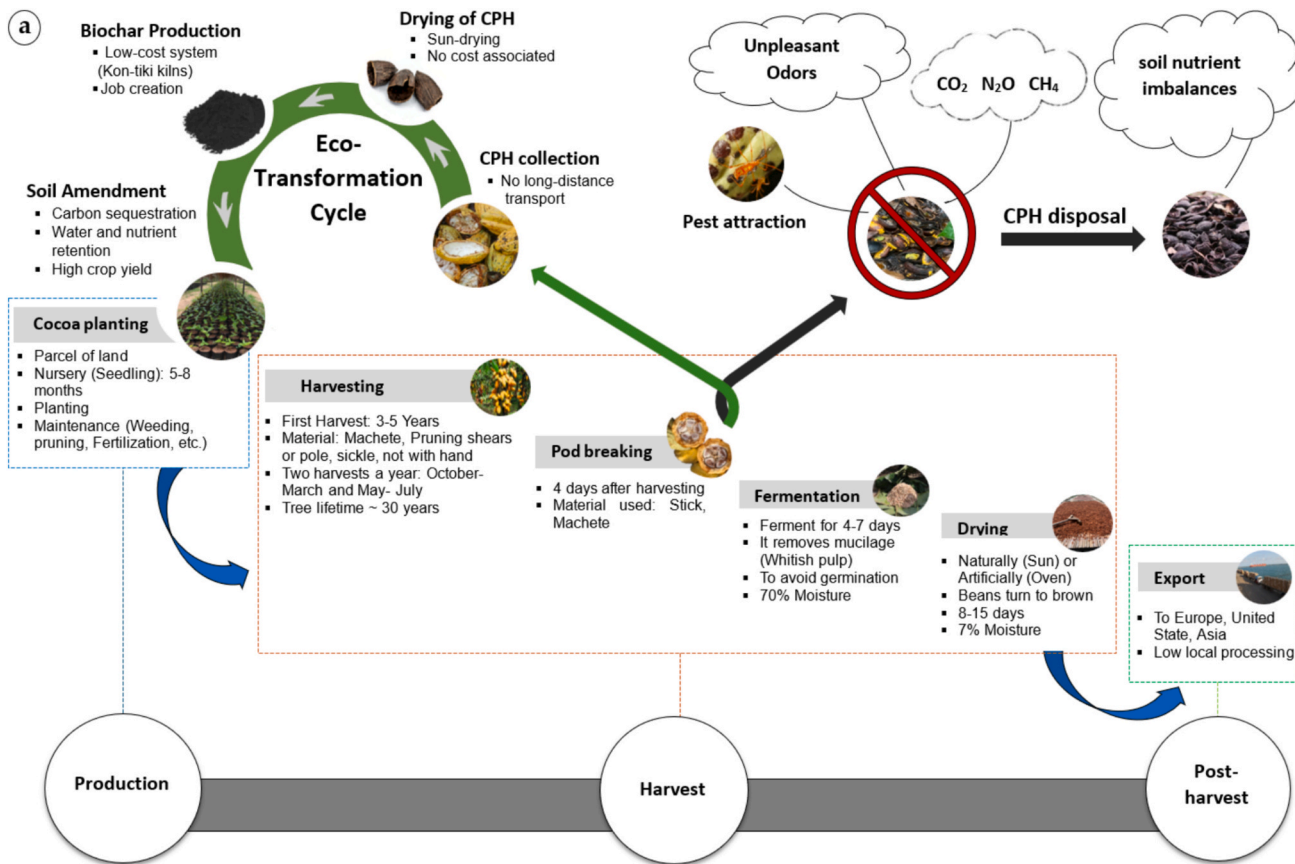 a
Biochar Production
▪ Low-cost system
(Kon-tiki kilns)
▪ Job creation
Drying of CPH
▪ Sun-drying
▪ No cost associated
Eco-
Transformation
Cycle
CPH collection
▪ No long-distance
transport
Soil Amendment
▪ Carbon sequestration
▪ Water and nutrient
retention
▪ High crop yield
Unpleasant
Odors
CO₂ N₂O CH₄
soil nutrient
imbalances
Pest attraction
CPH disposal
Cocoa planting
▪ Parcel of land
▪ Nursery (Seedling): 5-8
months
▪ Planting
▪ Maintenance (Weeding,
pruning, Fertilization, etc.)
Harvesting
▪ First Harvest: 3-5 Years
▪ Material: Machete, Pruning shears
or pole, sickle, not with hand
▪ Two harvests a year: October-
March and May- July
▪ Tree lifetime ~ 30 years
Pod breaking
▪ 4 days after harvesting
▪ Material used: Stick,
Machete
Fermentation
▪ Ferment for 4-7 days
▪ It removes mucilage
(Whitish pulp)
▪ To avoid germination
▪ 70% Moisture
Drying
▪ Naturally (Sun) or
Artificially (Oven)
▪ Beans turn to brown
▪ 8-15 days
▪ 7% Moisture
Export
▪ To Europe, United
State, Asia
▪ Low local processing
Production
Harvest
Post-
harvest